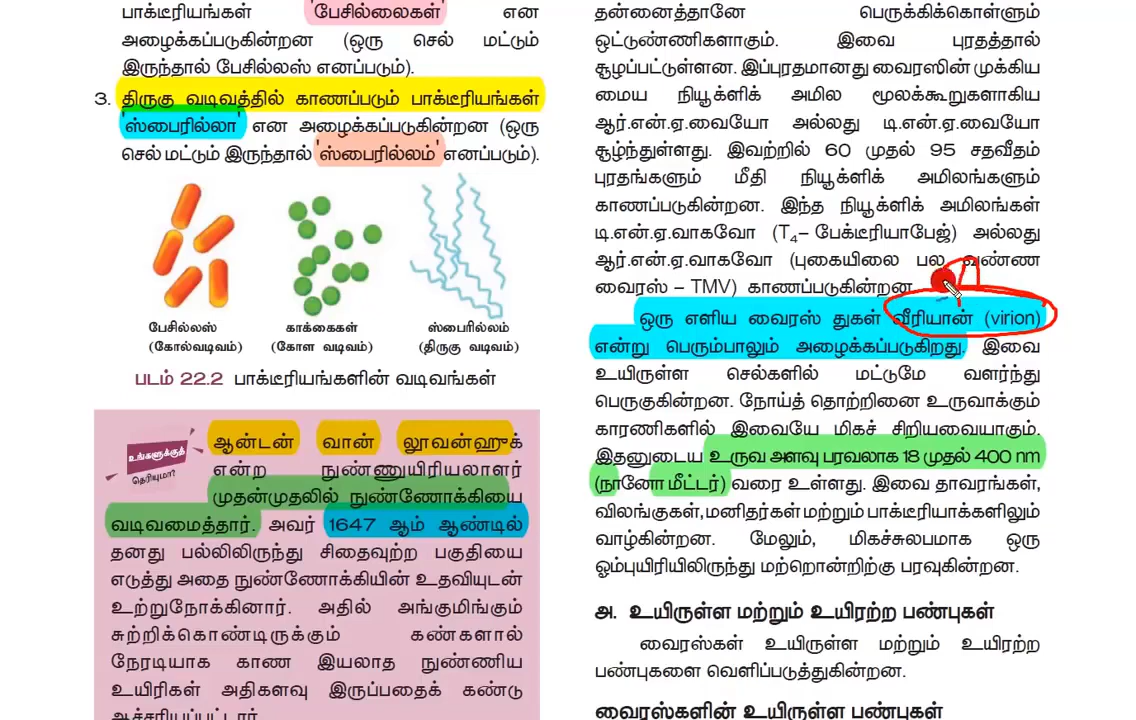 பாக்டீரியங்கள் 'பேசில்லைகள்' என
அழைக்கப்படுகின்றன (ஒரு செல் மட்டும்
இருந்தால் பேசில்லஸ் எனப்படும்).
3. திருகு வடிவத்தில் காணப்படும் பாக்டீரியங்கள்
'ஸ்பைரில்லா' என அழைக்கப்படுகின்றன (ஒரு
செல் மட்டும் இருந்தால் 'ஸ்பைரில்லம்' எனப்படும்).
பேசில்லஸ்
(கோல்வடிவம்)
காக்கைகள்
(கோள வடிவம்)
ஸ்பைரில்லம்
(திருகு வடிவம்)
படம் 22.2 பாக்டீரியங்களின் வடிவங்கள்
உங்களுக்குத்
தெரியுமா?
ஆன்டன் வான் லூவன்ஹுக்
என்ற நுண்ணுயிரியலாளர்
முதன்முதலில் நுண்ணோக்கியை
வடிவமைத்தார். அவர் 1647 ஆம் ஆண்டில்
தனது பல்லிலிருந்து சிதைவுற்ற பகுதியை
எடுத்து அதை நுண்ணோக்கியின் உதவியுடன்
உற்றுநோக்கினார். அதில் அங்குமிங்கும்
சுற்றிக்கொண்டிருக்கும் கண்களால்
நேரடியாக காண இயலாத நுண்ணிய
உயிரிகள் அதிகளவு இருப்பதைக் கண்டு
ஆச்சரியப்பட்டார்.
தன்னைத்தானே பெருக்கிக்கொள்ளும்
ஒட்டுண்ணிகளாகும். இவை புரதத்தால்
சூழப்பட்டுள்ளன. இப்புரதமானது வைரஸின் முக்கிய
மைய நியூக்ளிக் அமில மூலக்கூறுகளாகிய
ஆர்.என்.ஏ.வையோ அல்லது டி.என்.ஏ.வையோ
சூழ்ந்துள்ளது. இவற்றில் 60 முதல் 95 சதவீதம்
புரதங்களும் மீதி நியூக்ளிக் அமிலங்களும்
காணப்படுகின்றன. இந்த நியூக்ளிக் அமிலங்கள்
டி.என்.ஏ.வாகவோ (T₄– பேக்டீரியாபேஜ்) அல்லது
ஆர்.என்.ஏ.வாகவோ (புகையிலை பல வண்ண
வைரஸ் – TMV) காணப்படுகின்றன
ஒரு எளிய வைரஸ் துகள் வீரியான் (virion)
என்று பெரும்பாலும் அழைக்கப்படுகிறது. இவை
உயிருள்ள செல்களில் மட்டுமே வளர்ந்து
பெருகுகின்றன. நோய்த் தொற்றினை உருவாக்கும்
காரணிகளில் இவையே மிகச் சிறியவையாகும்.
இதனுடைய உருவ அளவு பரவலாக 18 முதல் 400 nm
(நானோ மீட்டர்) வரை உள்ளது. இவை தாவரங்கள்,
விலங்குகள்,மனிதர்கள் மற்றும் பாக்டீரியாக்களிலும்
வாழ்கின்றன. மேலும், மிகச்சுலபமாக ஒரு
ஓம்புயிரியிலிருந்து மற்றொன்றிற்கு பரவுகின்றன.
அ. உயிருள்ள மற்றும் உயிரற்ற பண்புகள்
வைரஸ்கள் உயிருள்ள மற்றும் உயிரற்ற
பண்புகளை வெளிப்படுத்துகின்றன.
வைரஸ்களின் உயிருள்ள பண்புகள்